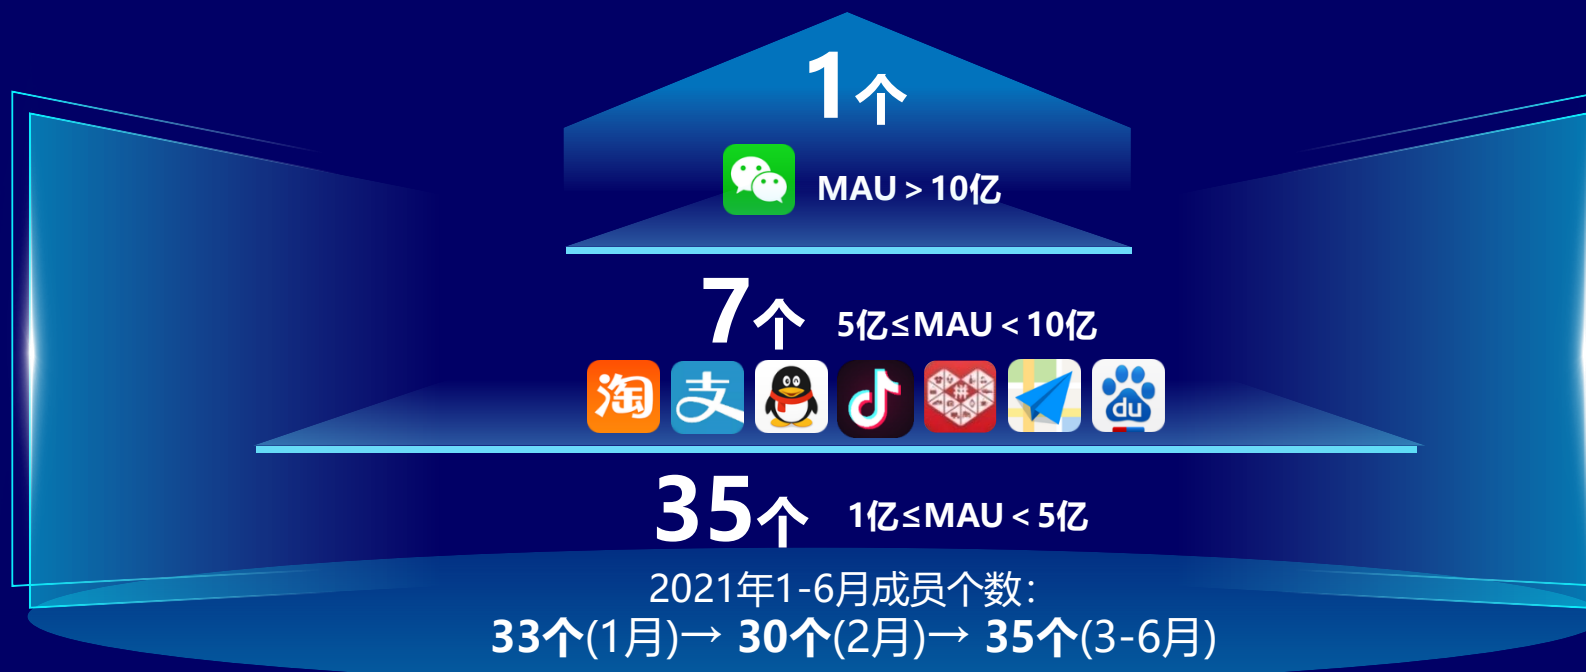 1个
MAU > 10亿
7个 5亿≤MAU < 10亿
淘 支 拼 du
35个 1亿≤MAU < 5亿
2021年1-6月成员个数：
33个(1月)→ 30个(2月)→ 35个(3-6月)